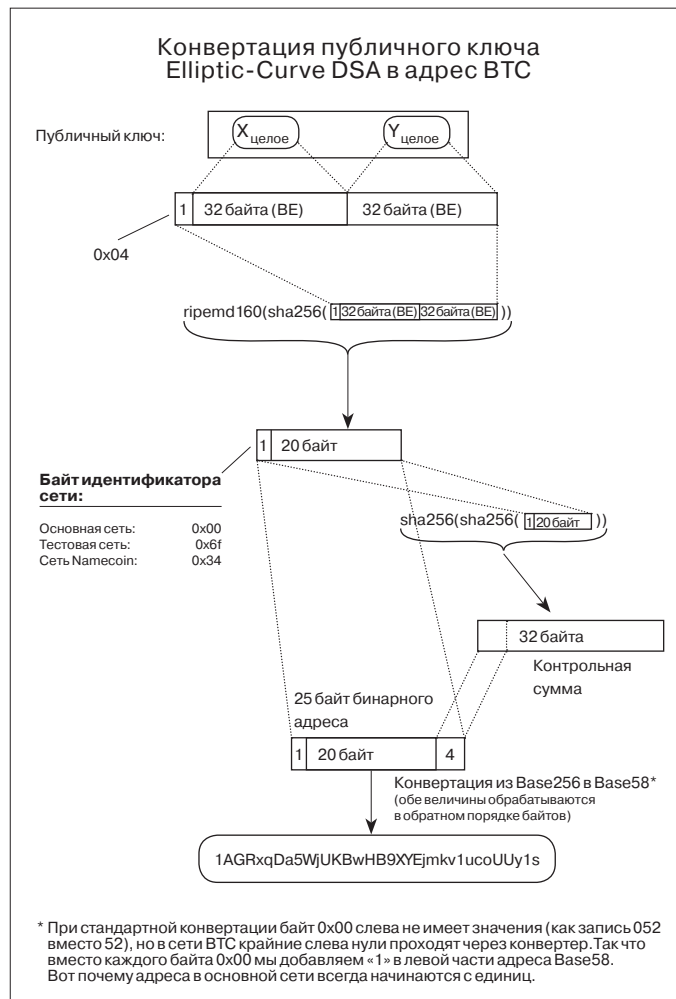 Конвертация публичного ключа
Elliptic-Curve DSA в адрес BTC
Публичный ключ:
X целое
Y целое
1
32 байта (BE)
32 байта (BE)
0x04
ripemd160(sha256( 1 32 байта (BE) 32 байта (BE) ))
1
20 байт
Байт идентификатора
сети:
Основная сеть: 0x00
Тестовая сеть: 0x6f
Сеть Namecoin: 0x34
sha256(sha256( 1 20 байт ))
32 байта
Контрольная
сумма
25 байт бинарного
адреса
1
20 байт
4
Конвертация из Base256 в Base58*
(обе величины обрабатываются
в обратном порядке байтов)
1AGRxqDa5WjUKBwHB9XYEjmkv1ucoUUy1s
* При стандартной конвертации байт 0x00 слева не имеет значения (как запись 052
вместо 52), но в сети BTC крайние слева нули проходят через конвертер. Так что
вместо каждого байта 0x00 мы добавляем «1» в левой части адреса Base58.
Вот почему адреса в основной сети всегда начинаются с единиц.